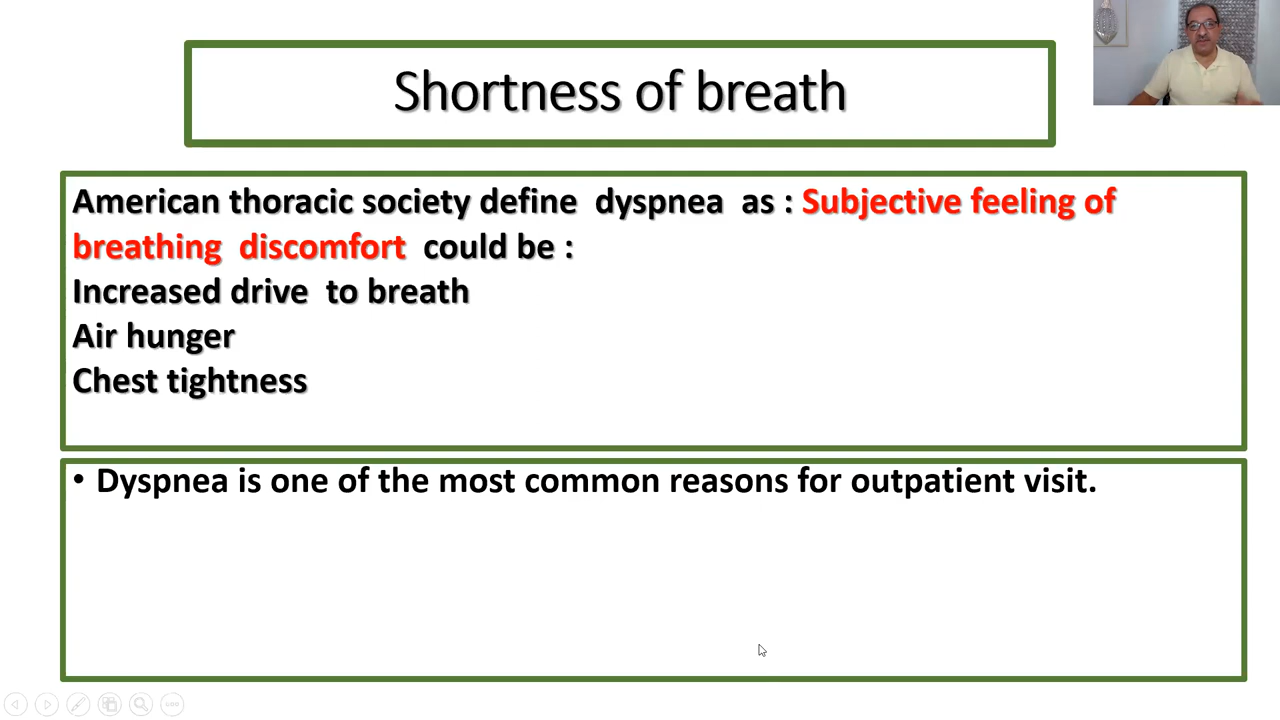 Shortness of breath
American thoracic society define dyspnea as : Subjective feeling of
breathing discomfort could be :
Increased drive to breath
Air hunger
Chest tightness
• Dyspnea is one of the most common reasons for outpatient visit.